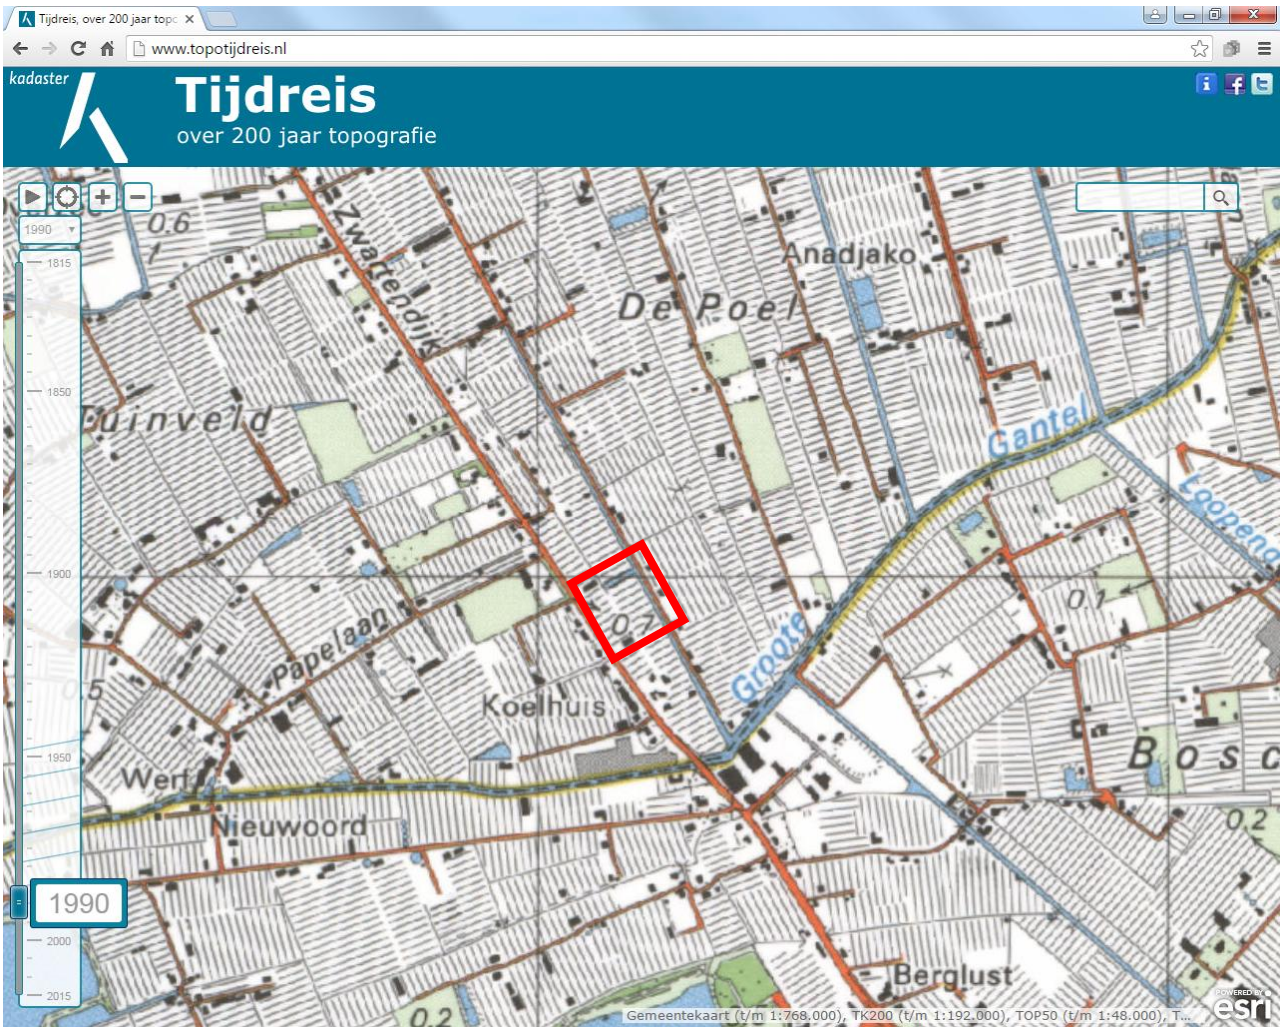 Tijdreis, over 200 jaar topo
www.topotijdreis.nl
kadaster
Tijdreis
over 200 jaar topografie
1990
1815
1850
1900
1950
2000
2015
1990
0.6
Zwartendijk
Anadjako
De Poel
Tuinveld
Gantel
Loopend
0.7
0.1
Papelaan
Groote
0.5
Koelhuis
Werf
Bosc
Nieuwoord
0.2
Berglust
0.2
POWERED BY
esri
Gemeentekaart (t/m 1:768.000), TK200 (t/m 1:192.000), TOP50 (t/m 1:48.000), T...